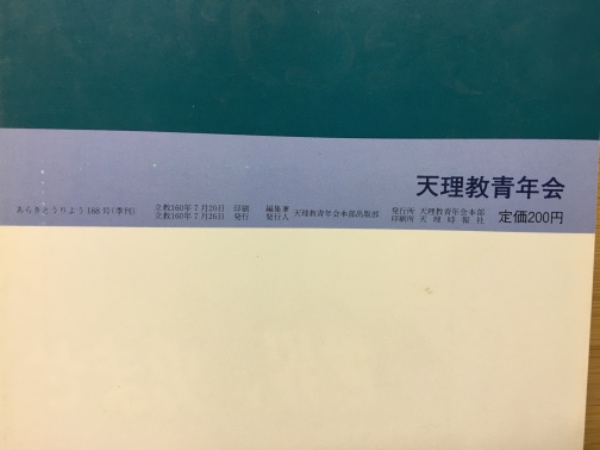 天理教青年会
あらきとうりよう 188号(季刊) 立教160年7月20日 印刷 編集兼 天理教青年会本部出版部 発行所 天理教青年会本部 定価200円
立教160年7月26日 発行 発行人 印刷所 天理時報社